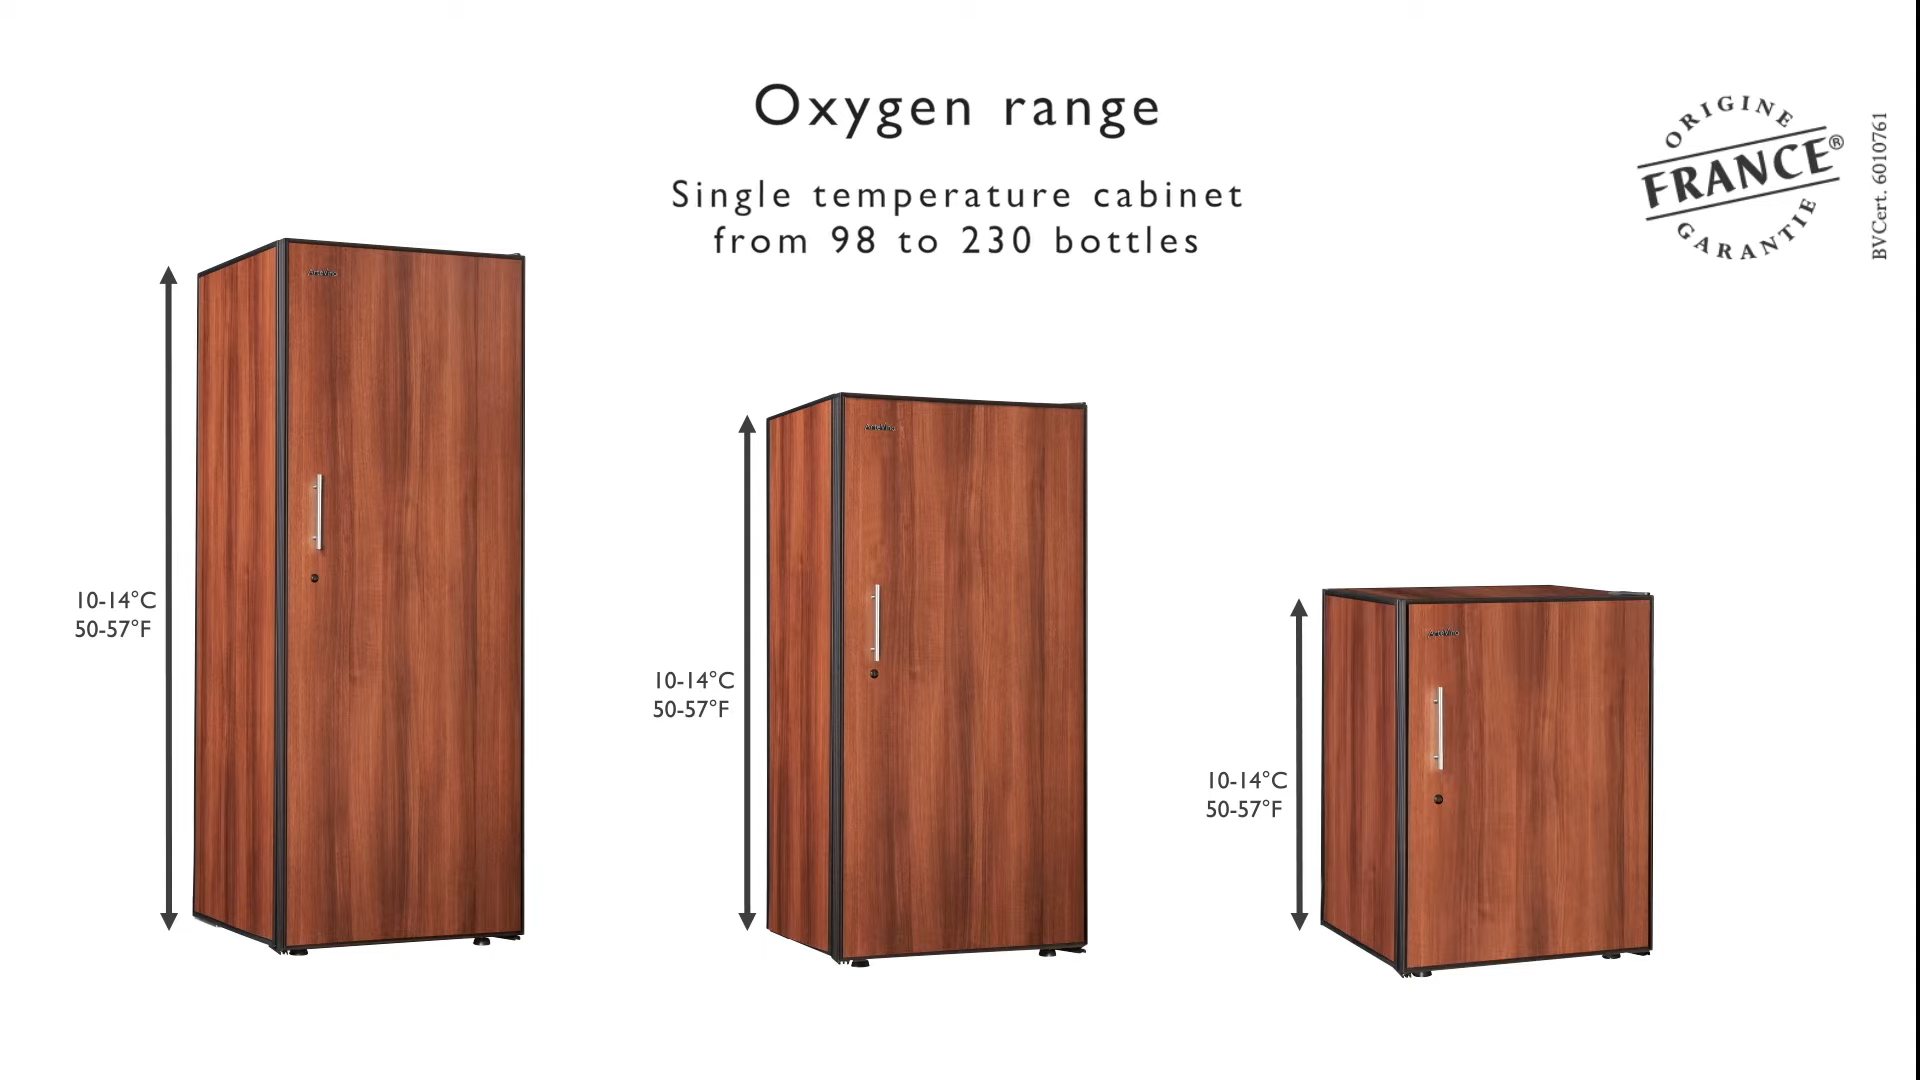 Oxygen range
Single temperature cabinet
from 98 to 230 bottles
ORIGINE
FRANCE®
GARANTIE
BVCert. 6010761
10-14°C
50-57°F
10-14°C
50-57°F
10-14°C
50-57°F